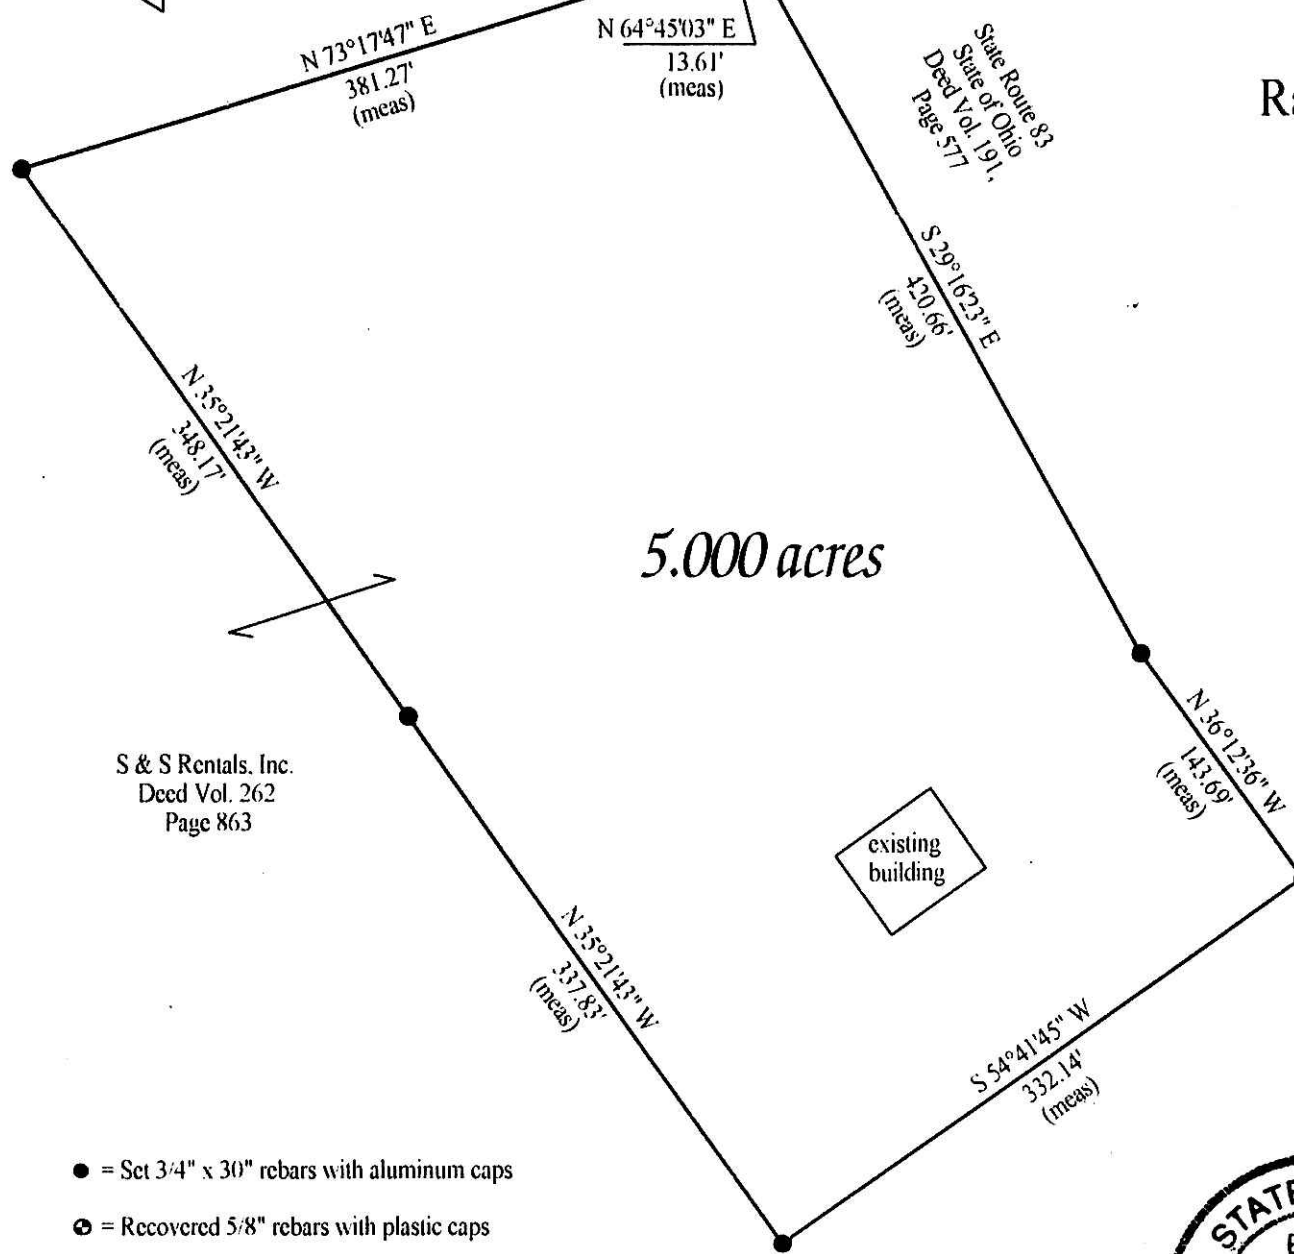 N 73°17'47" E
381.27'
(meas)
N 64°45'03" E
13.61'
(meas)
State Route 83
State of Ohio
Deed Vol. 191,
Page 577
S 29°16'23" E
420.66'
(meas)
N 35°21'43" W
348.17'
(meas)
5.000 acres
N 36°12'36" W
143.69'
(meas)
S & S Rentals, Inc.
Deed Vol. 262
Page 863
existing
building
N 35°21'43" W
337.83'
(meas)
S 54°41'45" W
332.14'
(meas)
● = Set 3/4" x 30" rebars with aluminum caps
= Recovered 5/8" rebars with plastic caps